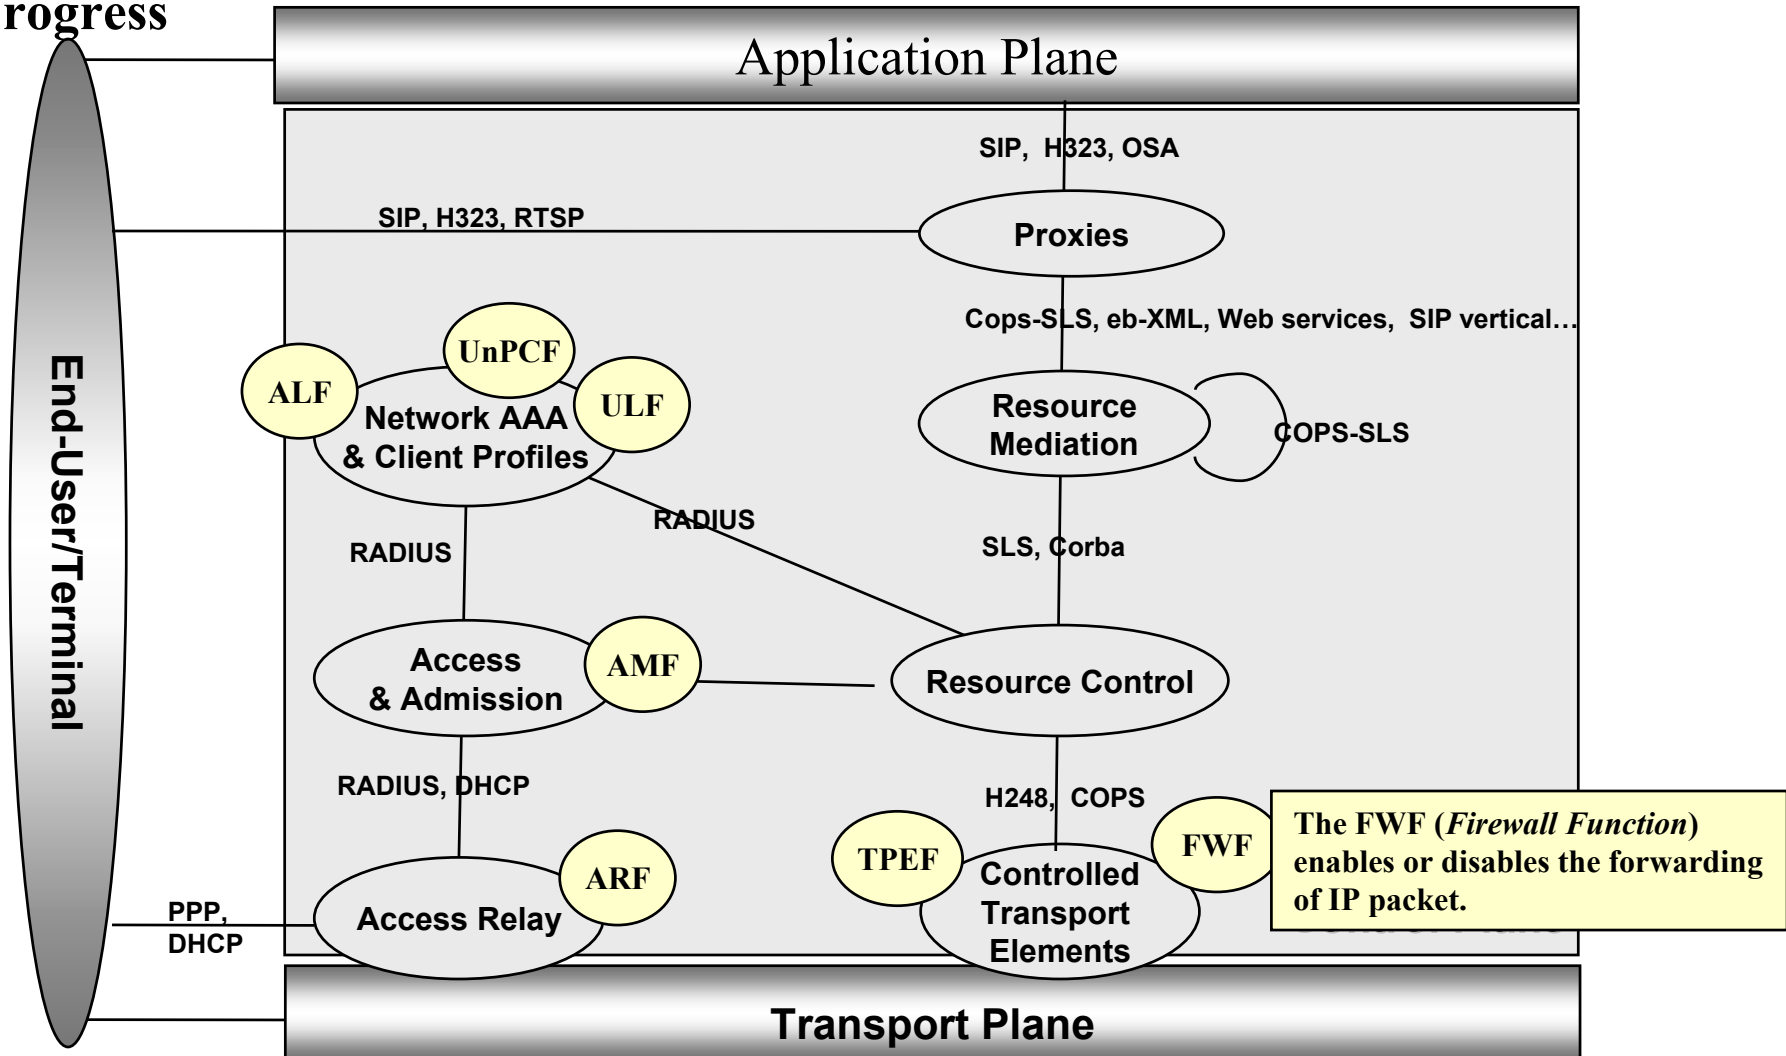 rogress
Application Plane
SIP, H323, OSA
SIP, H323, RTSP
Proxies
Cops-SLS, eb-XML, Web services, SIP vertical…
End-User/Terminal
UnPCF
ALF
ULF
Network AAA
& Client Profiles
Resource
Mediation
COPS-SLS
RADIUS
RADIUS
SLS, Corba
Access
& Admission
AMF
Resource Control
RADIUS, DHCP
H248, COPS
TPEF
FWF
The FWF (Firewall Function)
enables or disables the forwarding
of IP packet.
ARF
Access Relay
Controlled
Transport
Elements
PPP,
DHCP
Transport Plane